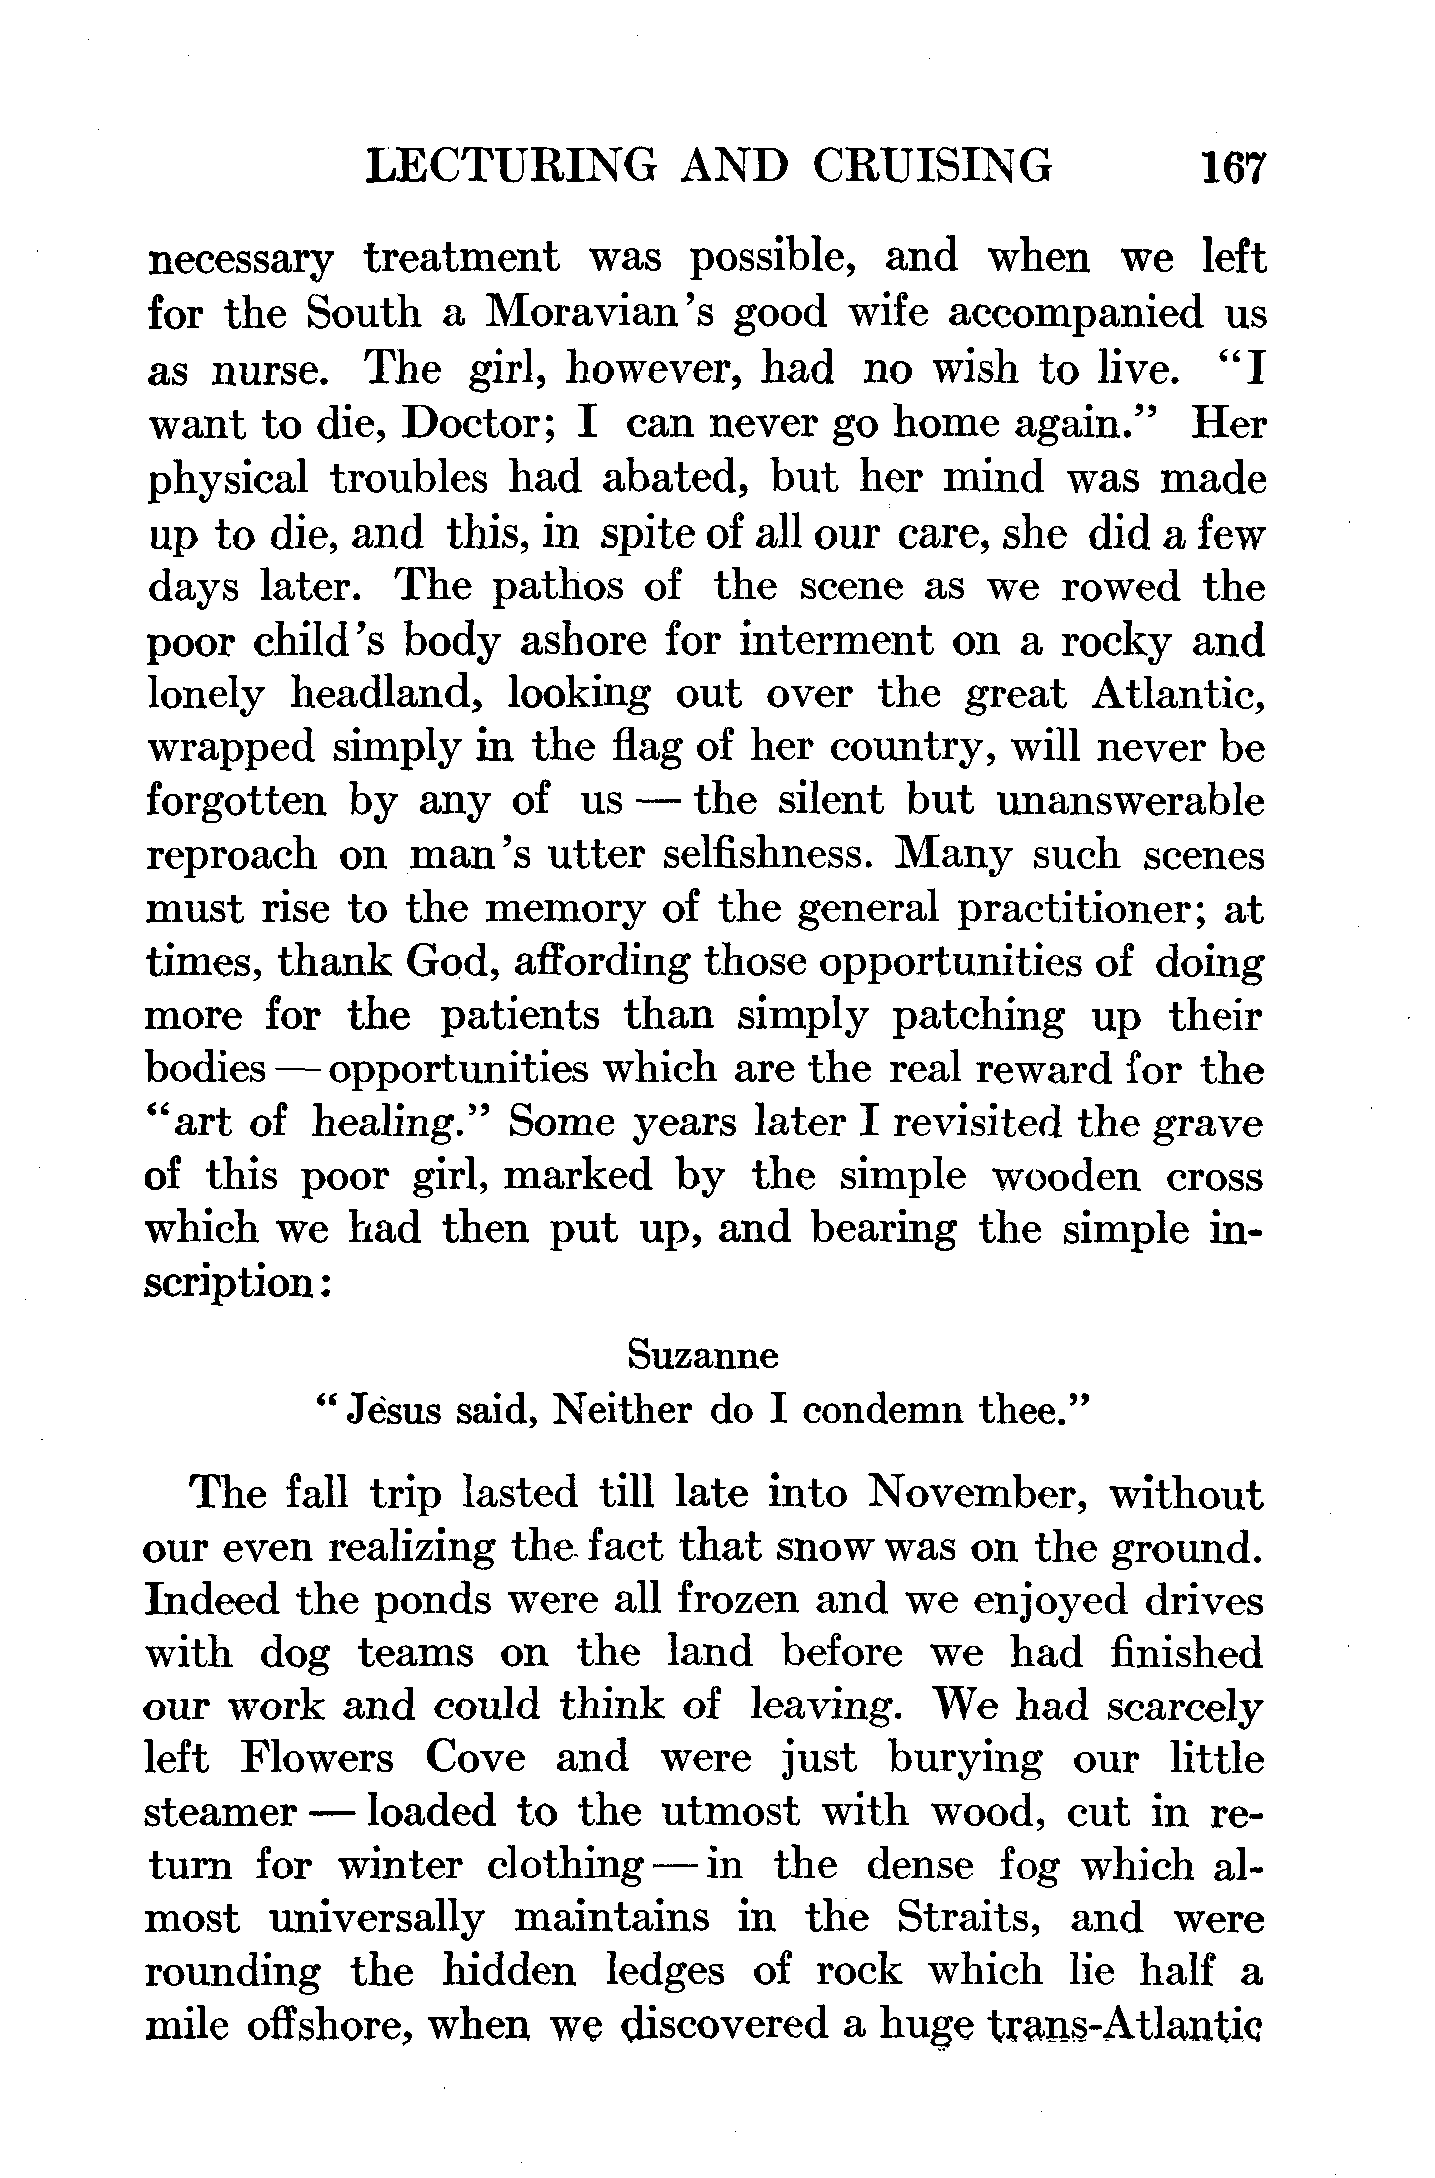 LECTURING AND CRUISING 167
necessary treatment was possible, and when we left
for the South a Moravian's good wife accompanied us
as nurse. The girl, however, had no wish to live. "I
want to die, Doctor; I can never go home again." Her
physical troubles had abated, but her mind was made
up to die, and this, in spite of all our care, she did a few
days later. The pathos of the scene as we rowed the
poor child's body ashore for interment on a rocky and
lonely headland, looking out over the great Atlantic,
wrapped simply in the flag of her country, will never be
forgotten by any of us — the silent but unanswerable
reproach on man's utter selfishness. Many such scenes
must rise to the memory of the general practitioner; at
times, thank God, affording those opportunities of doing
more for the patients than simply patching up their
bodies — opportunities which are the real reward for the
"art of healing." Some years later I revisited the grave
of this poor girl, marked by the simple wooden cross
which we had then put up, and bearing the simple in-
scription:
Suzanne
"Jesus said, Neither do I condemn thee."
The fall trip lasted till late into November, without
our even realizing the fact that snow was on the ground.
Indeed the ponds were all frozen and we enjoyed drives
with dog teams on the land before we had finished
our work and could think of leaving. We had scarcely
left Flowers Cove and were just burying our little
steamer — loaded to the utmost with wood, cut in re-
turn for winter clothing — in the dense fog which al-
most universally maintains in the Straits, and were
rounding the hidden ledges of rock which lie half a
mile offshore, when we discovered a huge trans-Atlantic